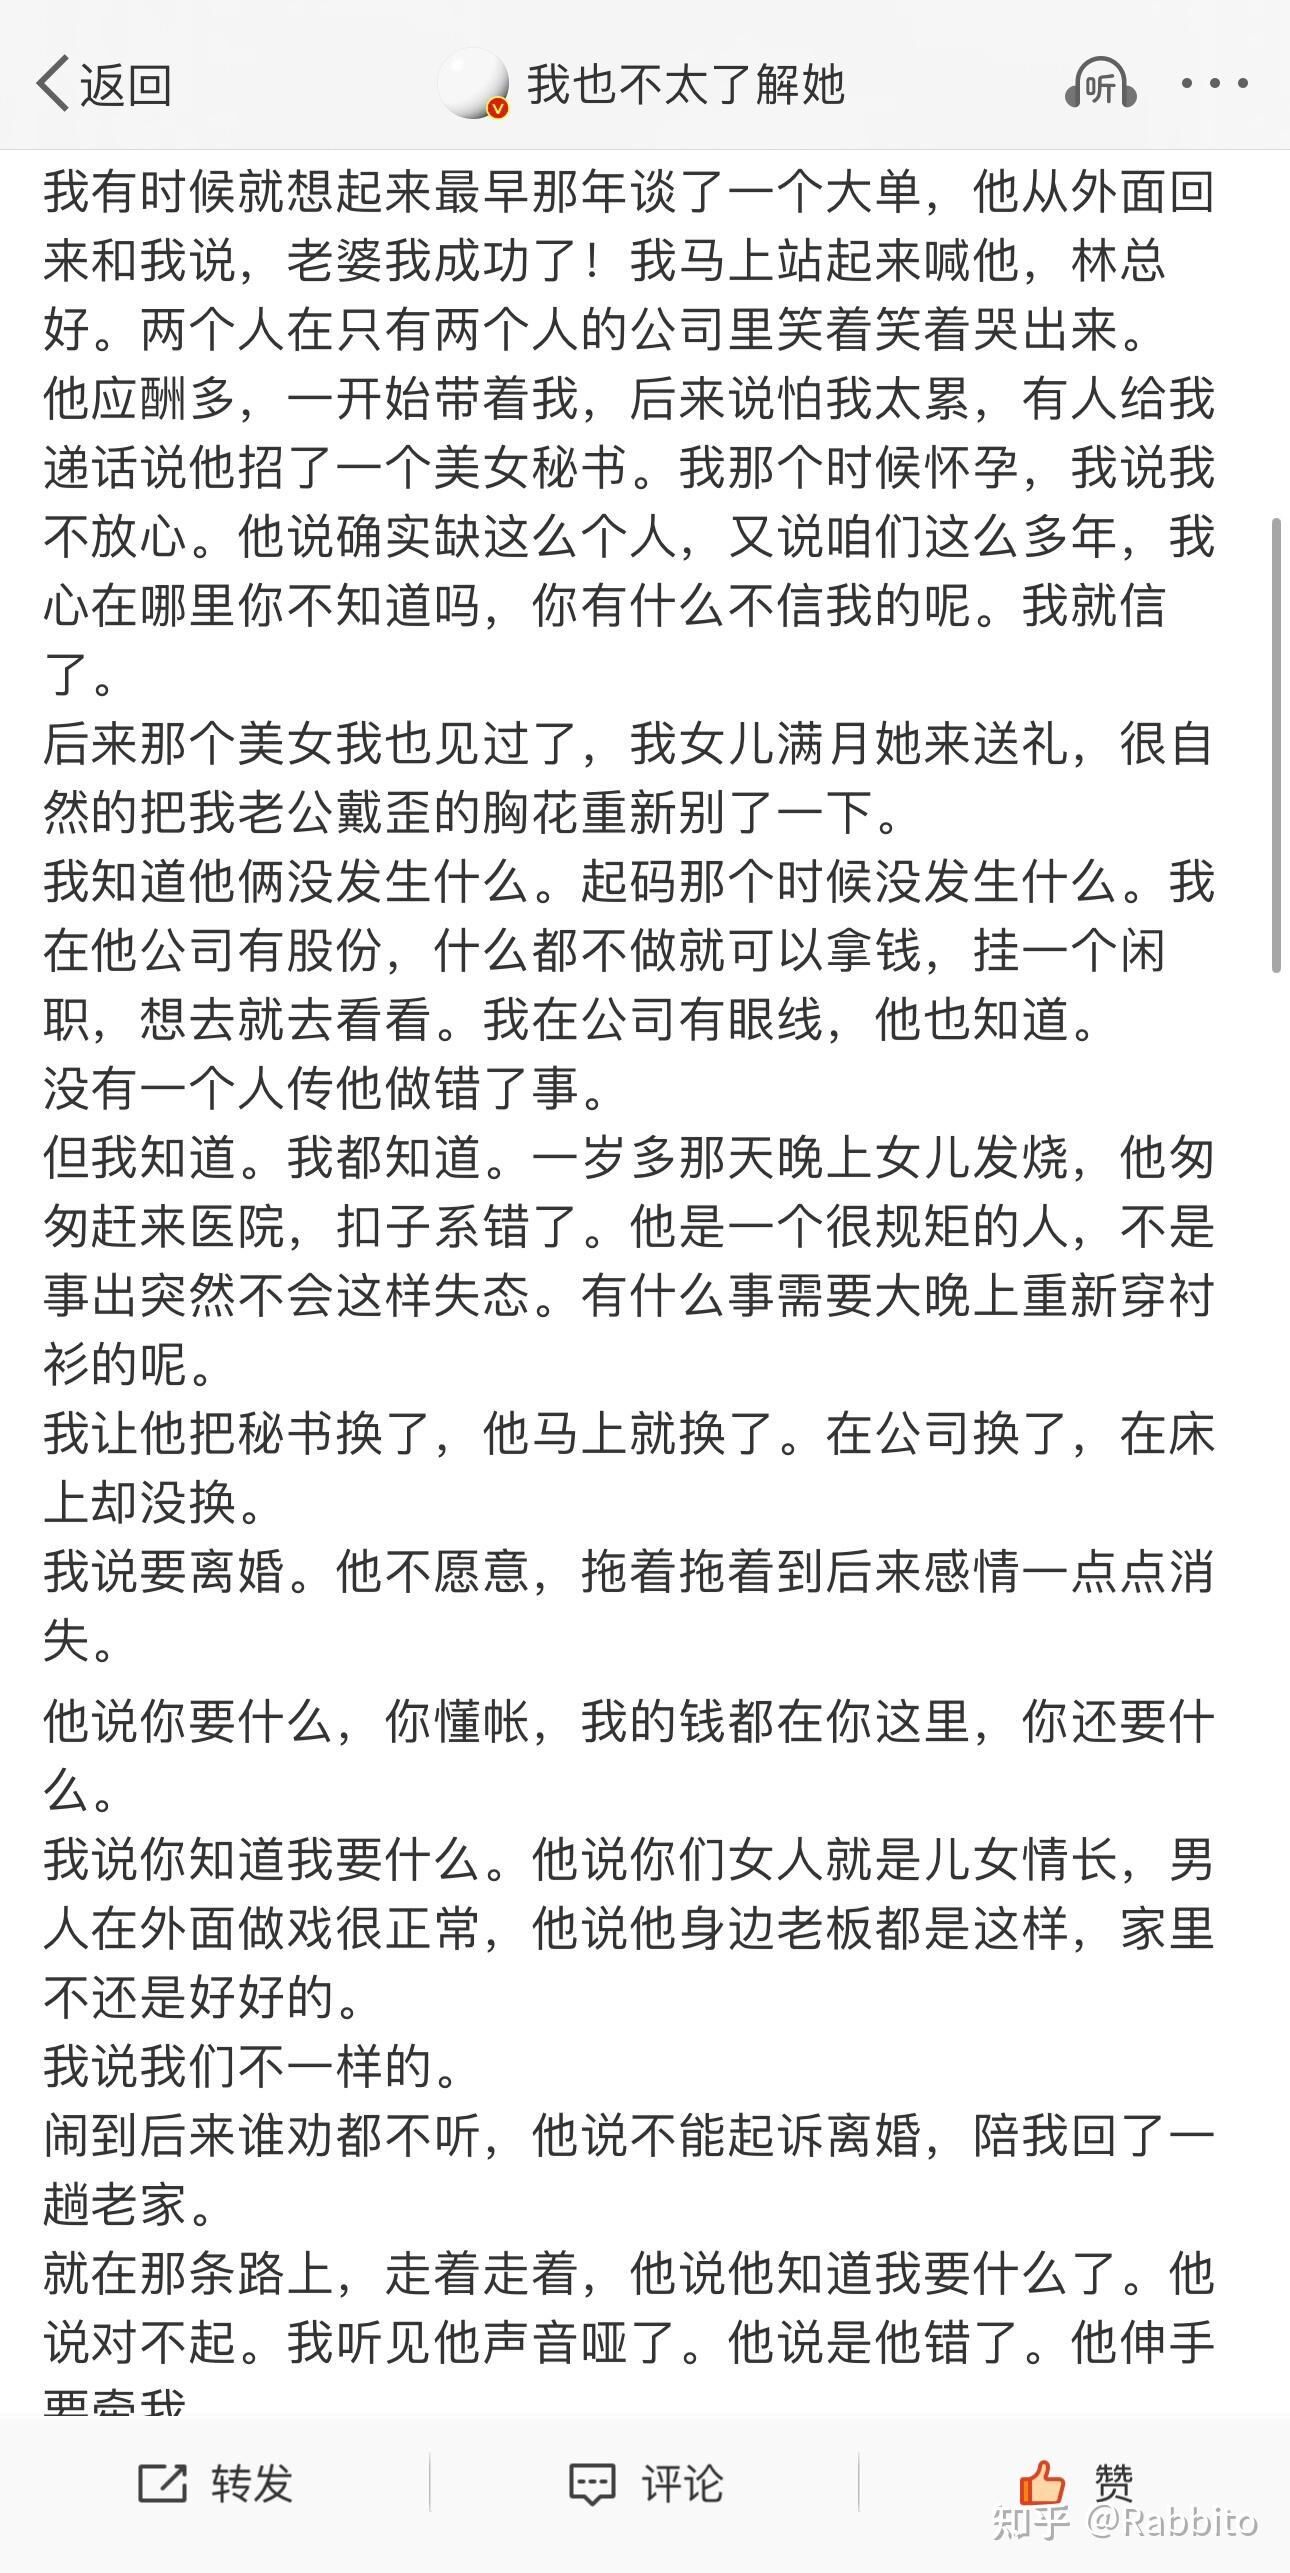 返回
我也不太了解她
听
我有时候就想起来最早那年谈了一个大单，他从外面回
来和我说，老婆我成功了！我马上站起来喊他，林总
好。两个人在只有两个人的公司里笑着笑着哭出来。
他应酬多，一开始带着我，后来说怕我太累，有人给我
递话说他招了一个美女秘书。我那个时候怀孕，我说我
不放心。他说确实缺这么个人，又说咱们这么多年，我
心在哪里你不知道吗，你有什么不信我的呢。我就信
了。
后来那个美女我也见过了，我女儿满月她来送礼，很自
然的把我老公戴歪的胸花重新别了一下。
我知道他俩没发生什么。起码那个时候没发生什么。我
在他公司有股份，什么都不做就可以拿钱，挂一个闲
职，想去就去看看。我在公司有眼线，他也知道。
没有一个人传他做错了事。
但我知道。我都知道。一岁多那天晚上女儿发烧，他匆
匆赶来医院，扣子系错了。他是一个很规矩的人，不是
事出突然不会这样失态。有什么事需要大晚上重新穿衬
衫的呢。
我让他把秘书换了，他马上就换了。在公司换了，在床
上却没换。
我说要离婚。他不愿意，拖着拖着到后来感情一点点消
失。
他说你要什么，你懂帐，我的钱都在你这里，你还要什
么。
我说你知道我要什么。他说你们女人就是儿女情长，男
人在外面做戏很正常，他说他身边老板都是这样，家里
不还是好好的。
我说我们不一样的。
闹到后来谁劝都不听，他说不能起诉离婚，陪我回了一
趟老家。
就在那条路上，走着走着，他说他知道我要什么了。他
说对不起。我听见他声音哑了。他说是他错了。他伸手
要牵我
转发
评论
赞
知乎 @Rabbito